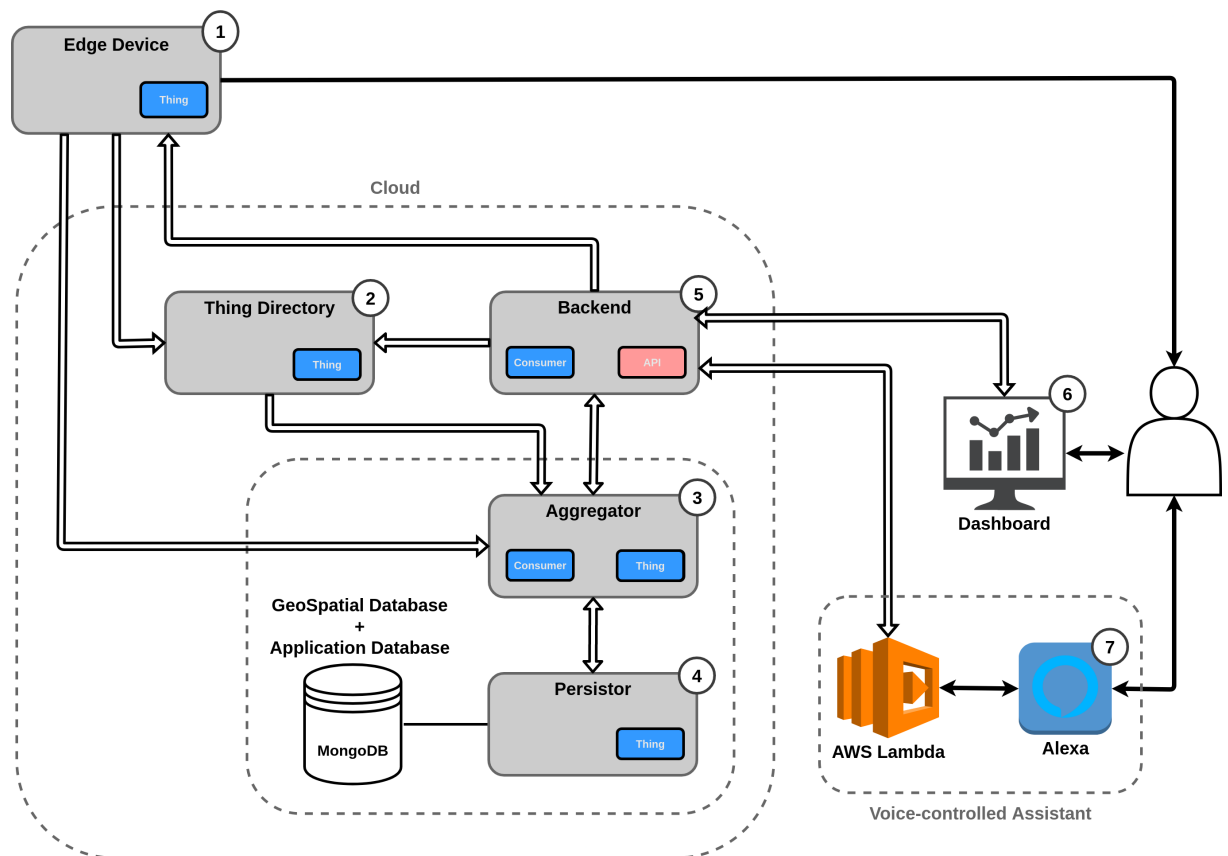 1
Edge Device
Thing
Cloud
2
Thing Directory
Thing
5
Backend
Consumer
API
6
Dashboard
3
Aggregator
Consumer
Thing
GeoSpatial Database
+
Application Database
MongoDB
4
Persistor
Thing
7
AWS Lambda
Alexa
Voice-controlled Assistant